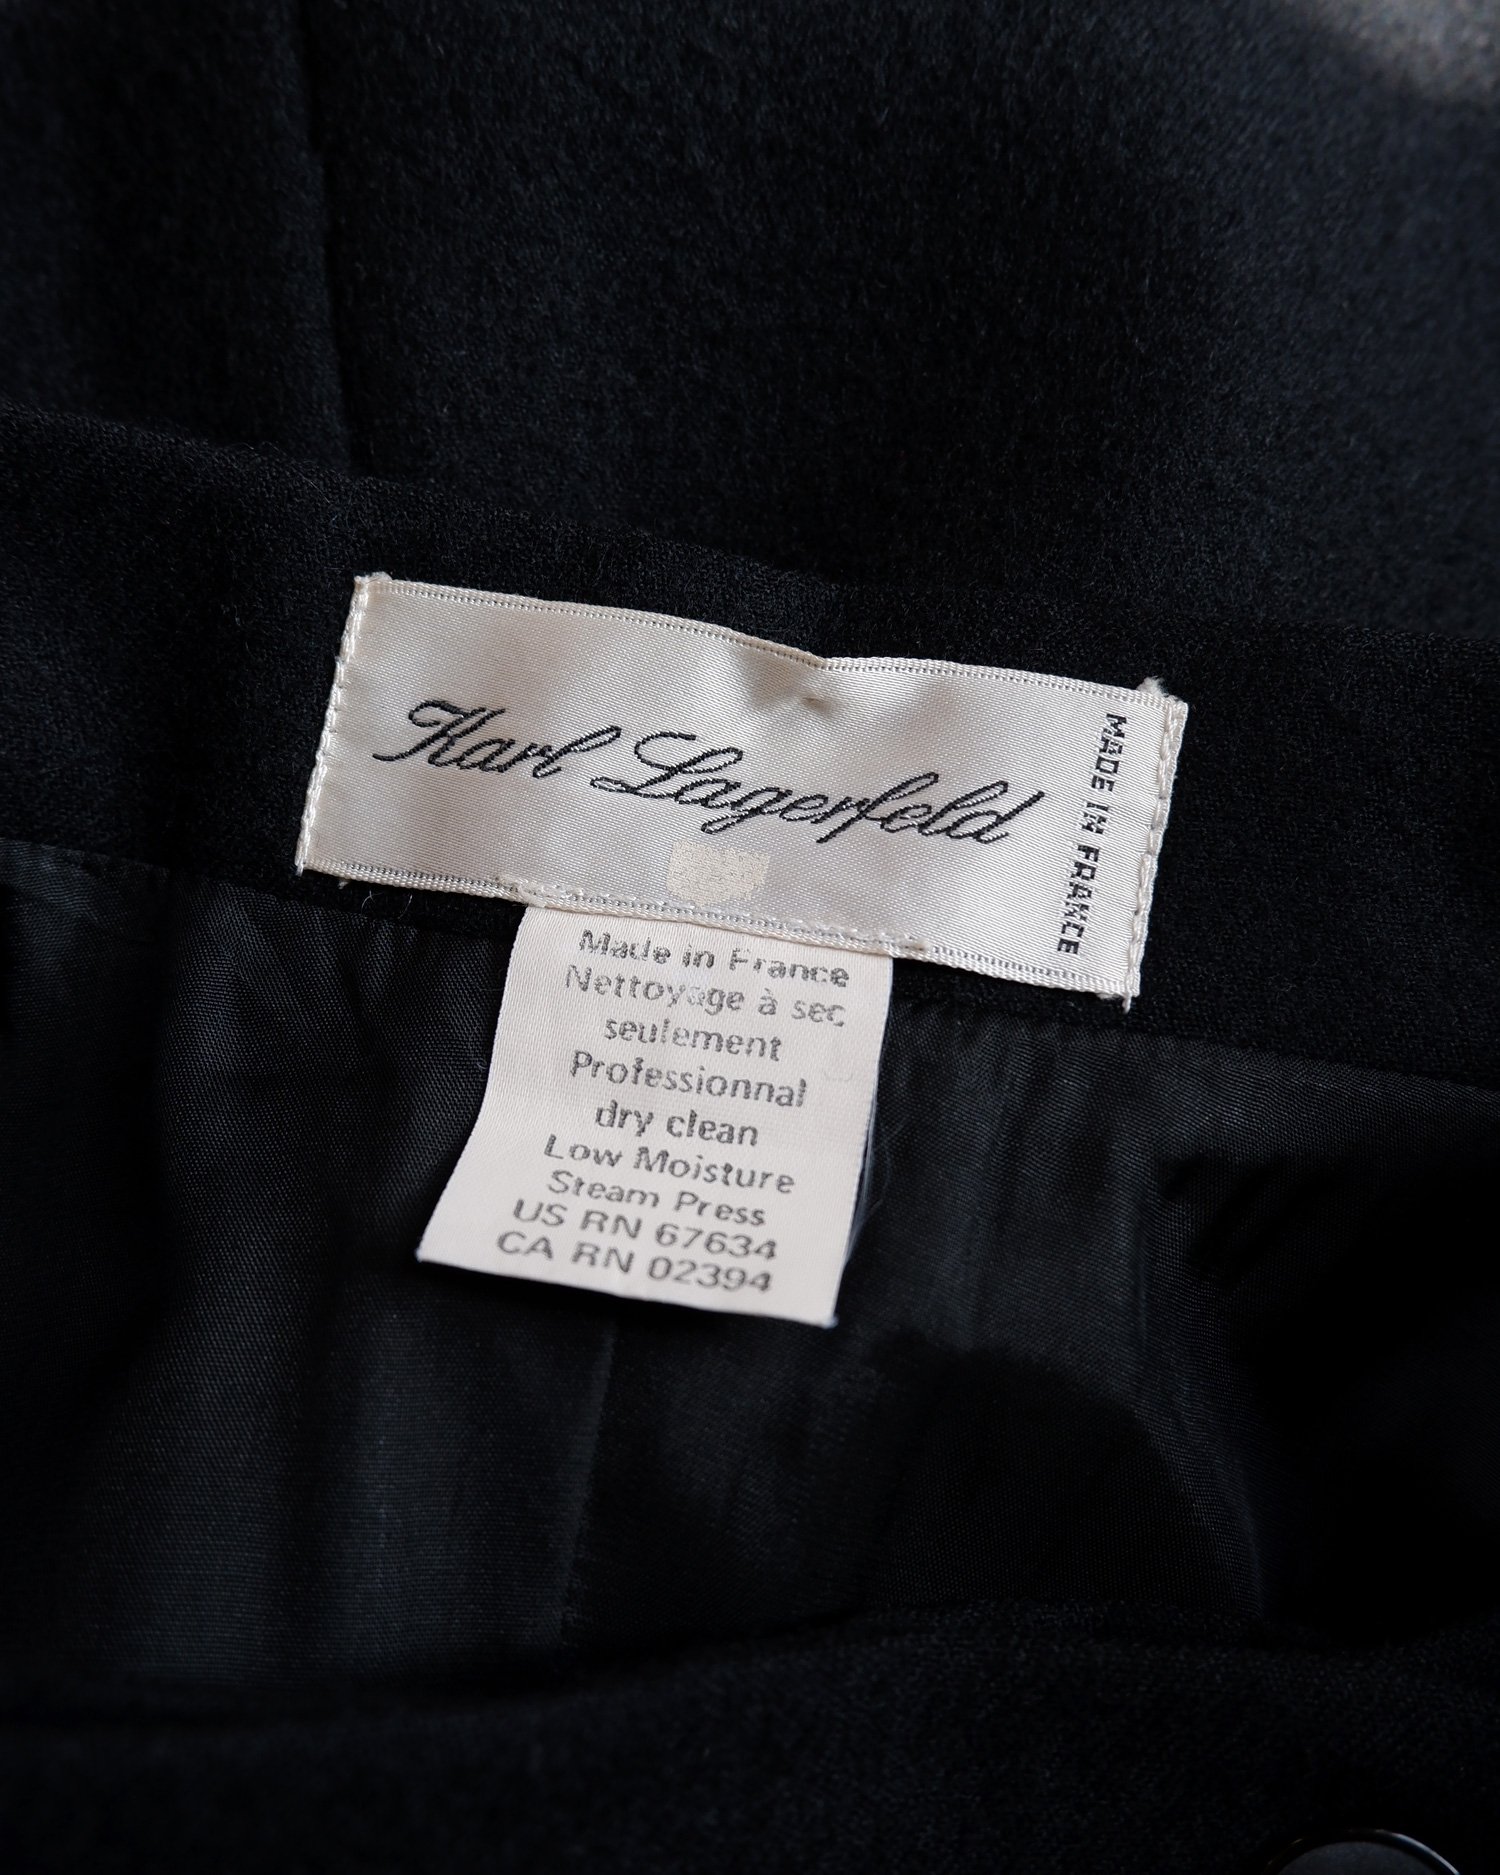 Karl Lagerfeld
MADE IN FRANCE
Made in France
Nettoyage à sec
seulement
Professionnal
dry clean
Low Moisture
Steam Press
US RN 67634
CA RN 02394